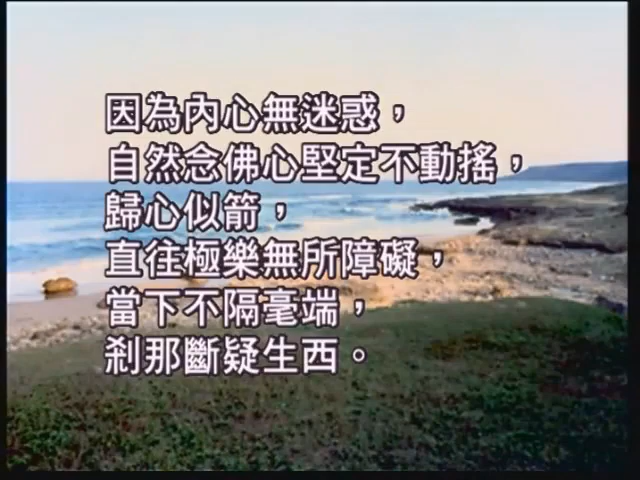 因為內心無迷惑，
自然念佛心堅定不動搖，
歸心似箭，
直往極樂無所障礙，
當下不隔毫端，
剎那斷疑生西。